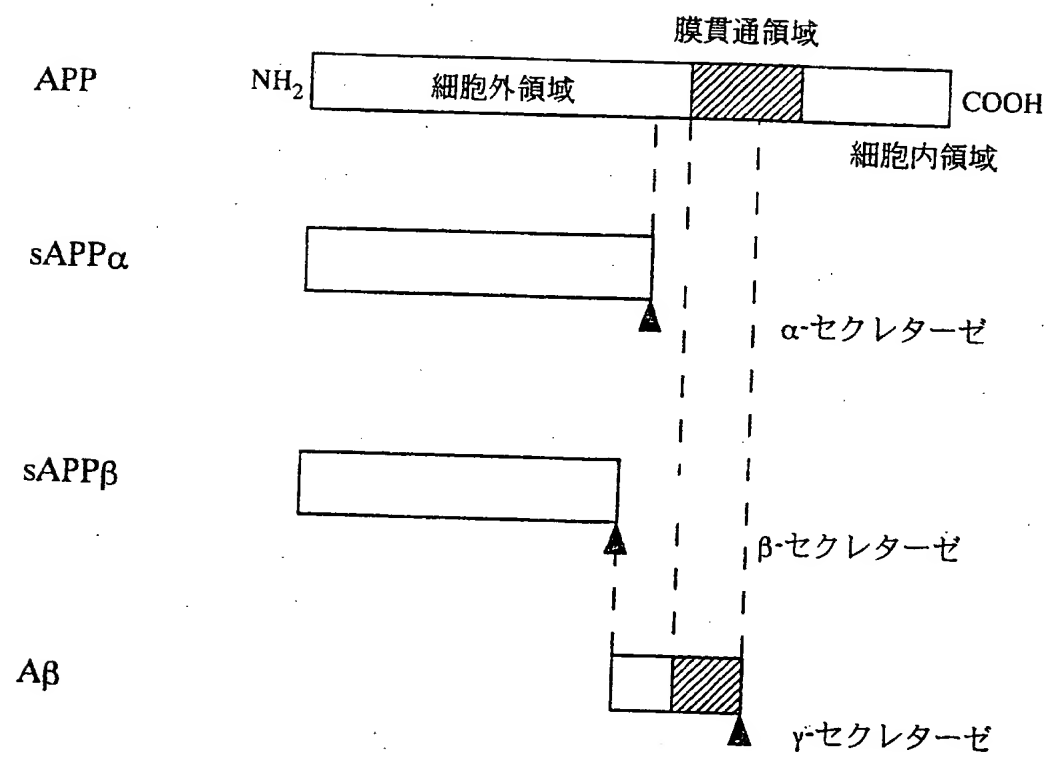 膜貫通領域
APP NH₂ 細胞外領域 COOH
細胞内領域
sAPPα
α-セクレターゼ
sAPPβ
β-セクレターゼ
Aβ
γ-セクレターゼ